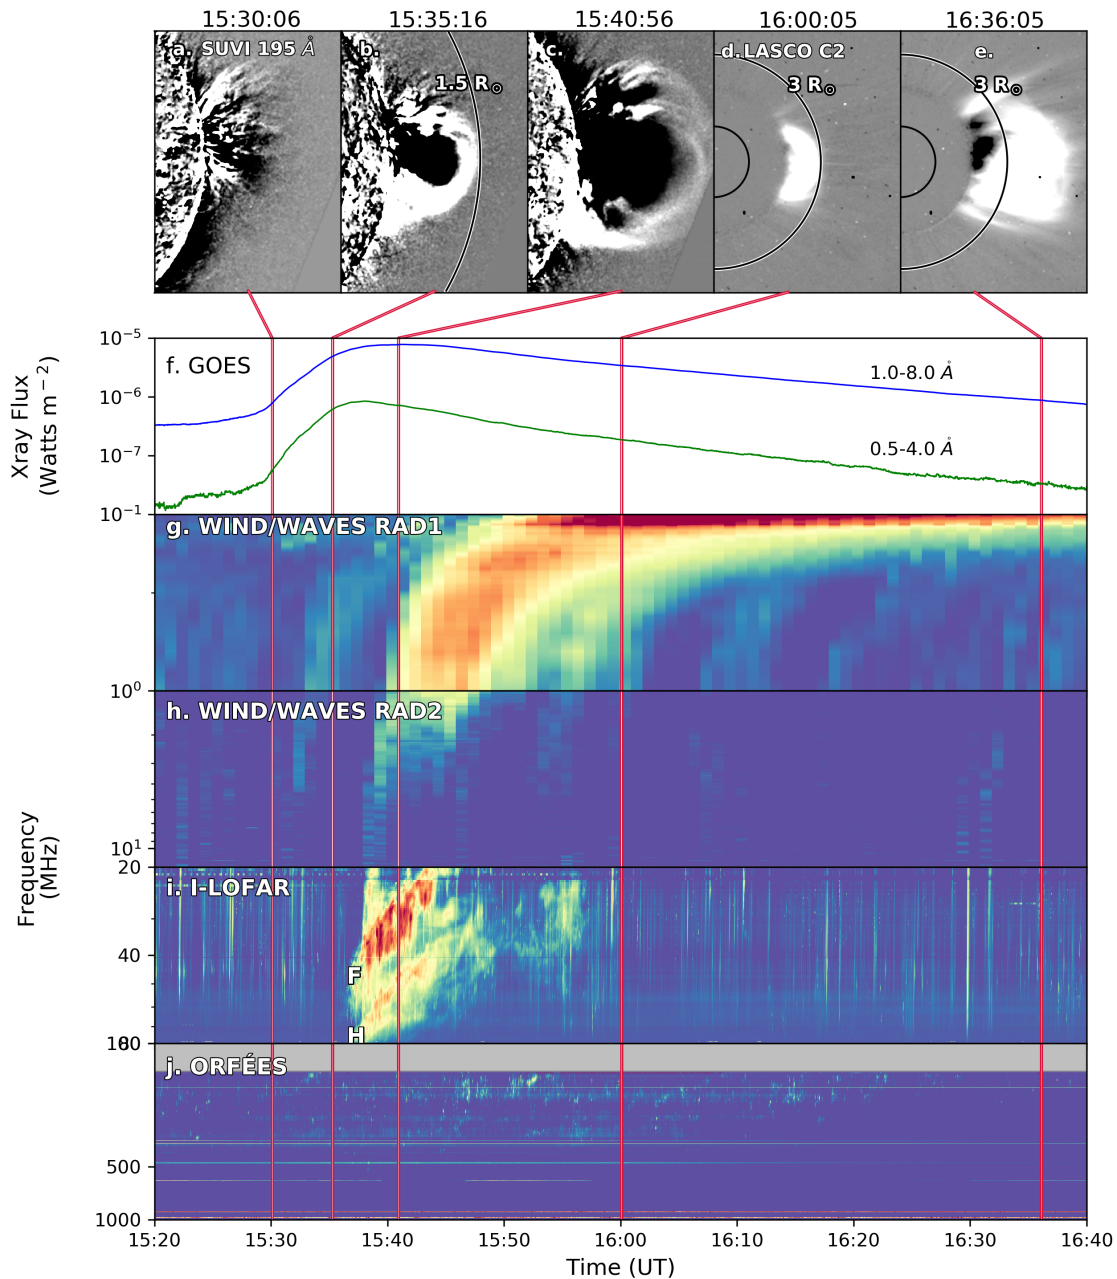 15:30:06 15:35:16 15:40:56 16:00:05 16:36:05
a. SUVI 195 Å b. c. d. LASCO C2 e.
1.5 R⊙ 3 R⊙ 3 R⊙
10⁻⁵
f. GOES
1.0-8.0 Å
10⁻⁶
Xray Flux
(Watts m⁻²)
0.5-4.0 Å
10⁻⁷
10⁻¹
g. WIND/WAVES RAD1
10⁰
h. WIND/WAVES RAD2
10¹
Frequency
(MHz)
20
i. I-LOFAR
40
F
H
80
100
j. ORFÉES
500
1000
15:20 15:30 15:40 15:50 16:00 16:10 16:20 16:30 16:40
Time (UT)